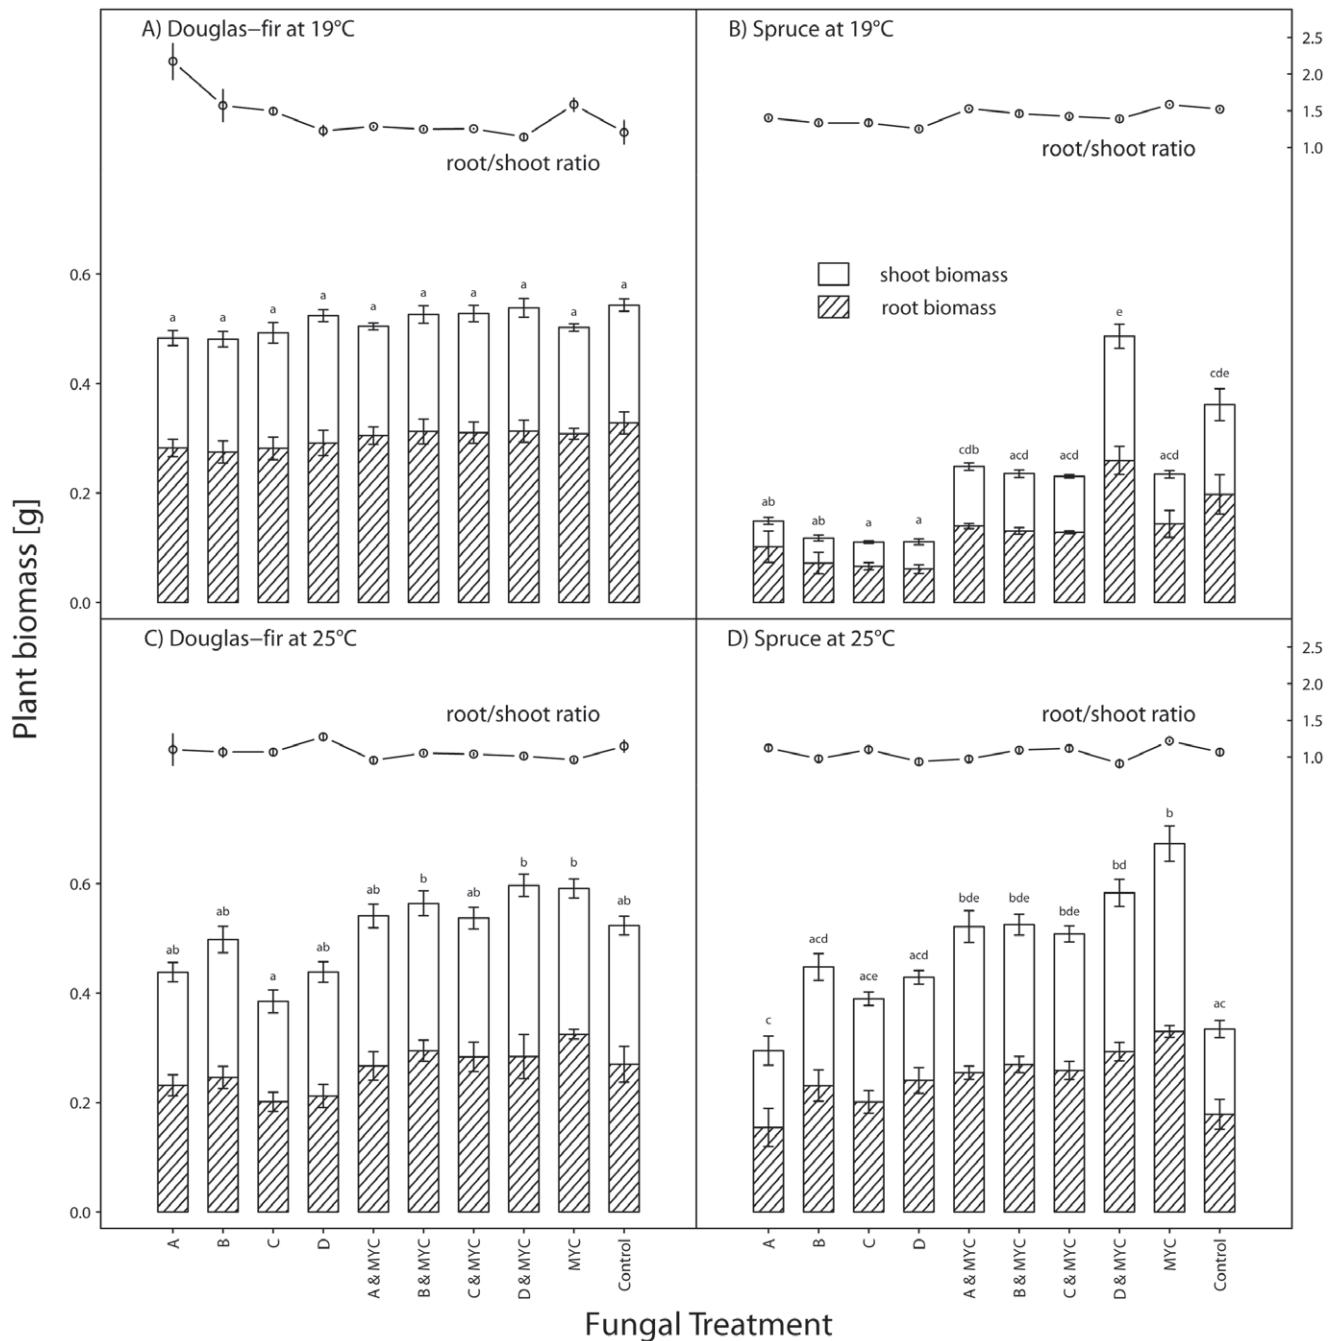 A) Douglas–fir at 19°C
B) Spruce at 19°C
2.5
2.0
1.5
1.0
root/shoot ratio
root/shoot ratio
shoot biomass
root biomass
0.6
0.4
0.2
0.0
a a a a a a a a a a
ab ab a a cdb acd acd e acd cde
Plant biomass [g]
C) Douglas–fir at 25°C
D) Spruce at 25°C
2.5
2.0
1.5
1.0
root/shoot ratio
root/shoot ratio
0.6
0.4
0.2
0.0
ab ab a ab ab b ab b b ab
c acd ace acd bde bde bde bd b ac
A B C D A & MYC B & MYC C & MYC D & MYC MYC Control
A B C D A & MYC B & MYC C & MYC D & MYC MYC Control
Fungal Treatment